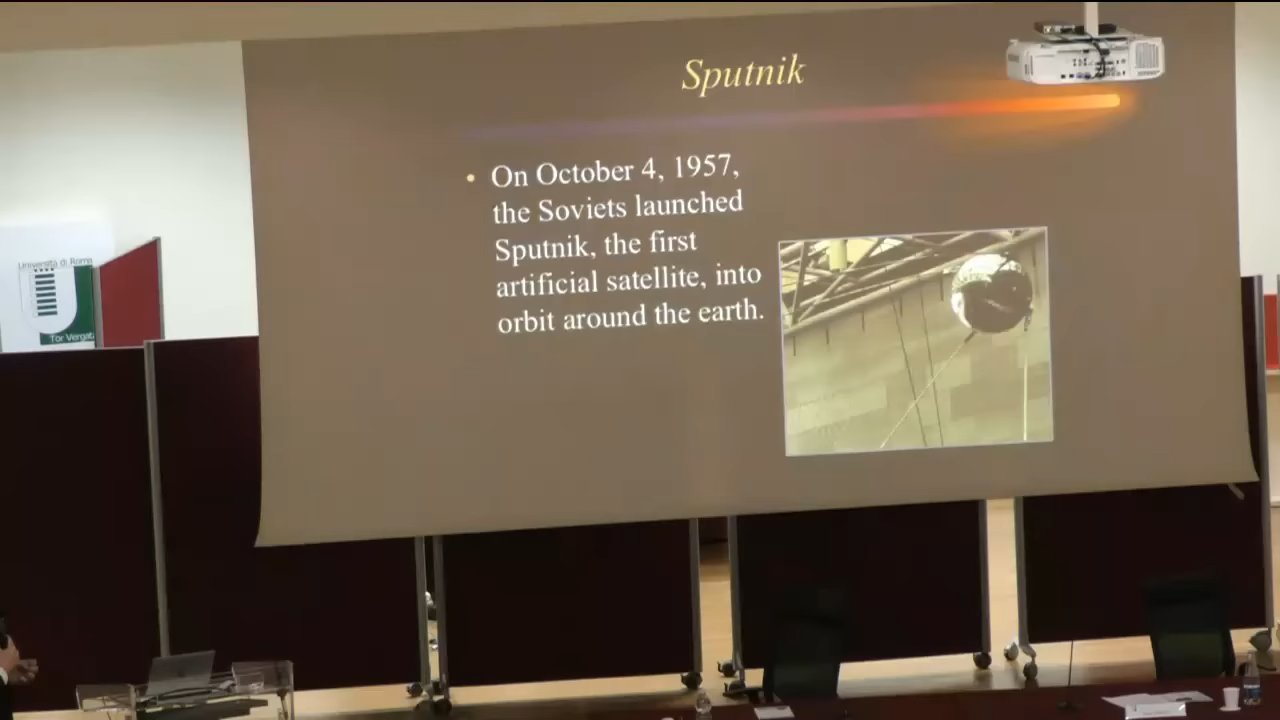 Sputnik
• On October 4, 1957,
the Soviets launched
Sputnik, the first
artificial satellite, into
orbit around the earth.
Università di Roma
Tor Vergat